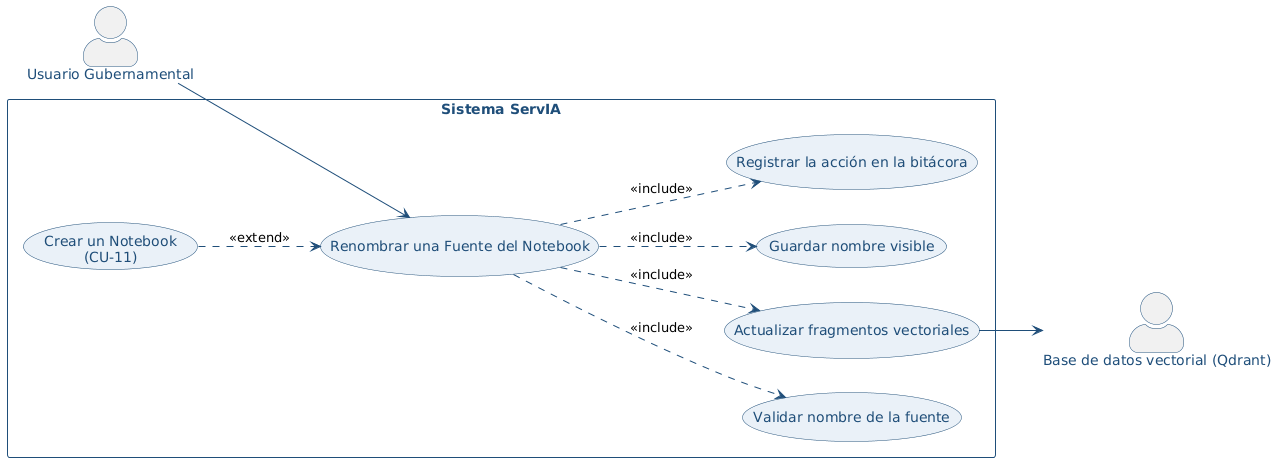 Usuario Gubernamental
Sistema ServIA
Registrar la acción en la bitácora
«include»
Crear un Notebook
(CU-11)
«extend»
Renombrar una Fuente del Notebook
«include»
Guardar nombre visible
«include»
Actualizar fragmentos vectoriales
«include»
Base de datos vectorial (Qdrant)
Validar nombre de la fuente